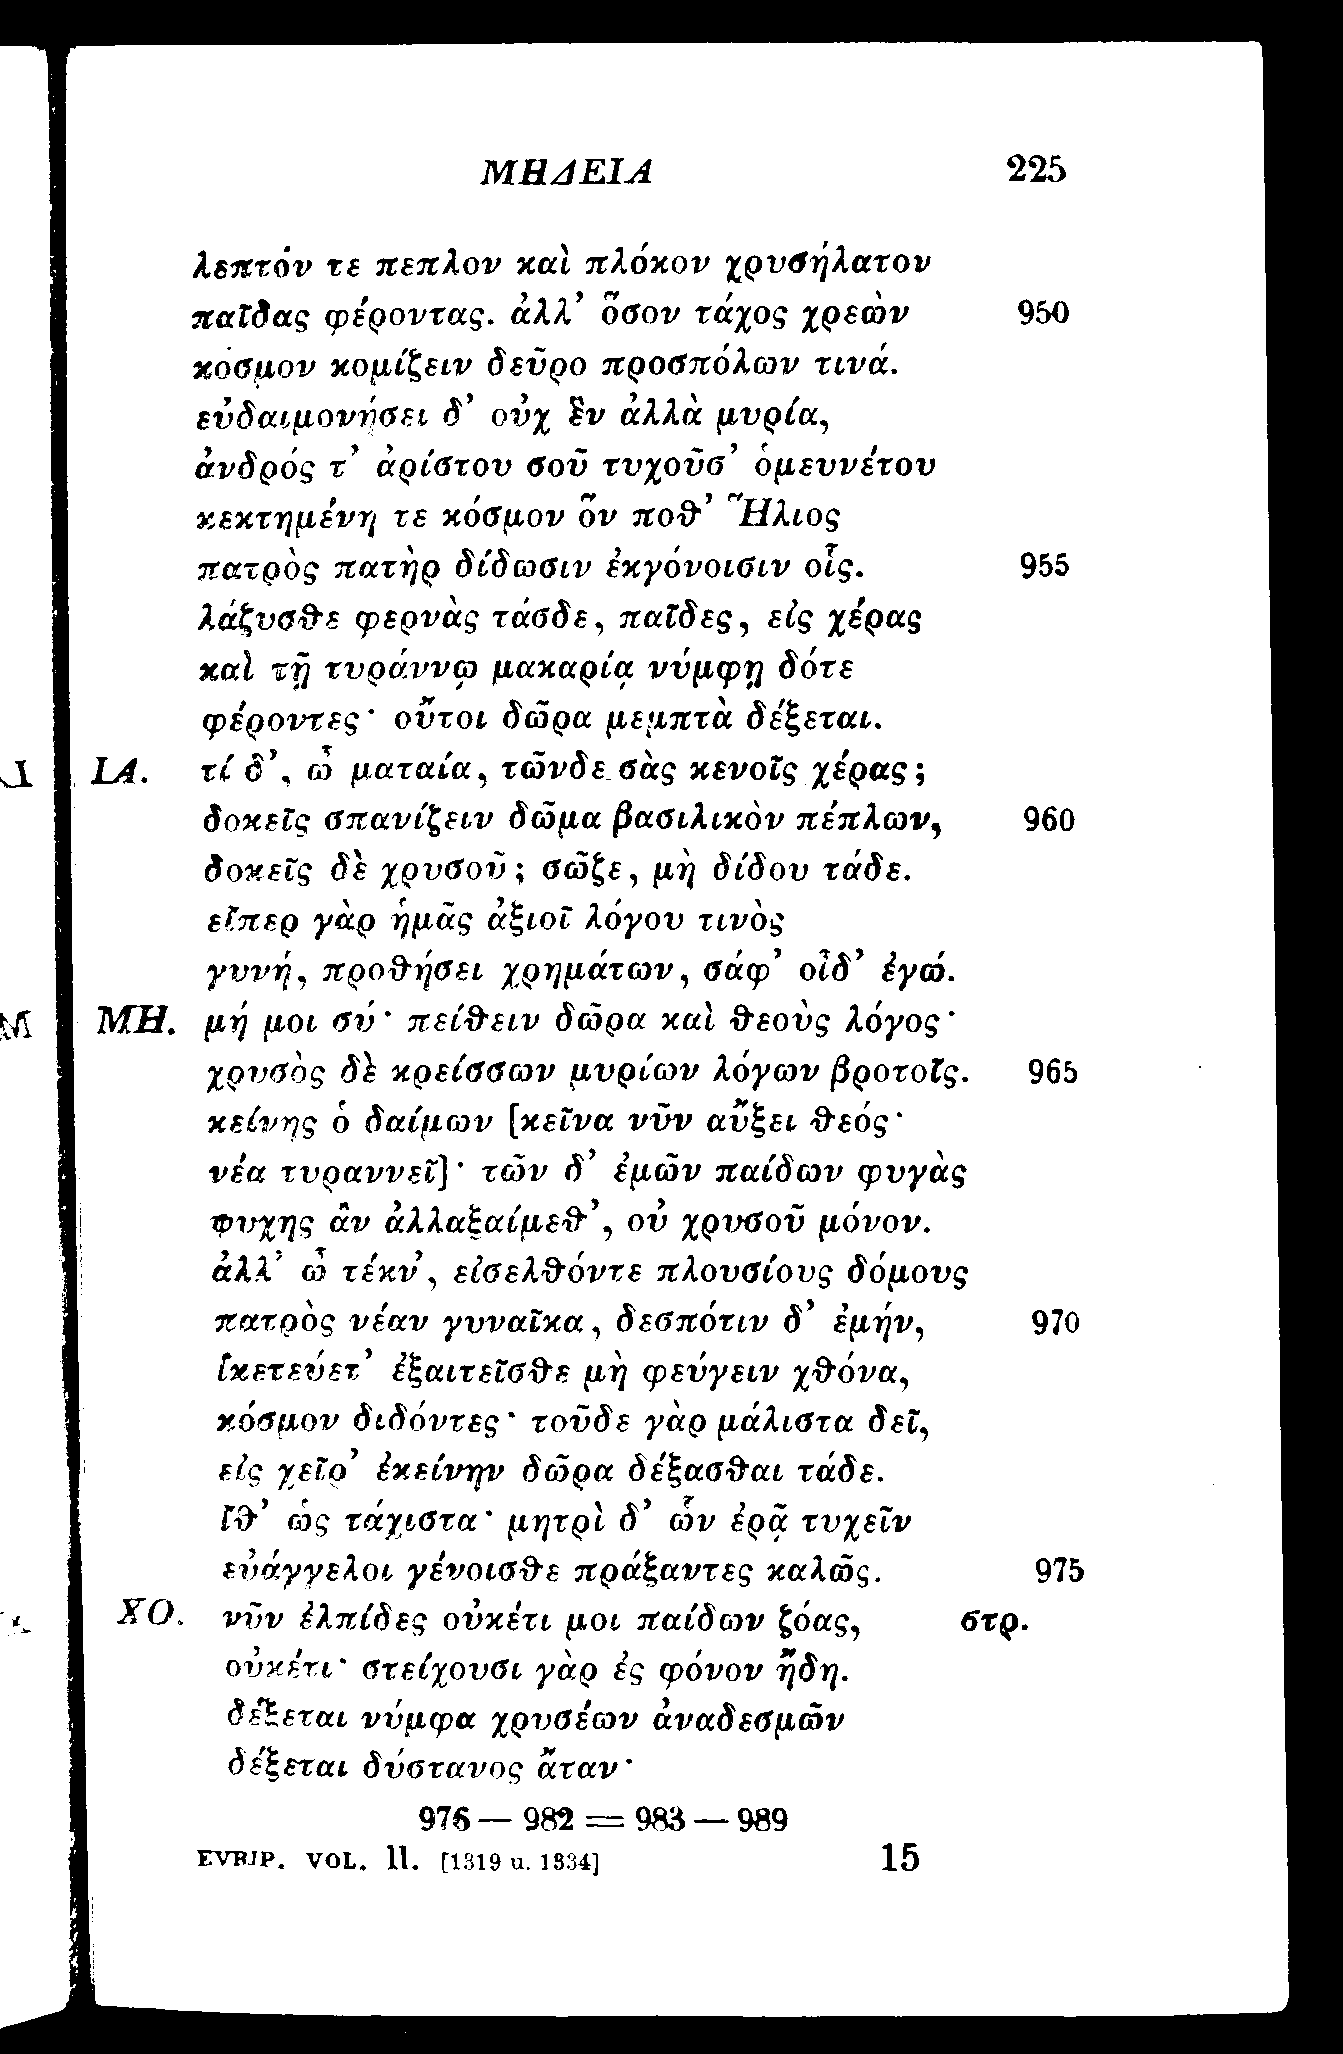 ΜΗΔΕΙΑ 225
λεπτόν τε πεπλον καὶ πλόκον χρυσήλατον
παῖδας φέροντας. ἀλλ’ ὅσον τάχος χρεὼν 950
κόσμον κομίζειν δεῦρο προσπόλων τινά.
εὐδαιμονήσει δ’ οὐχ ἓν ἀλλὰ μυρία,
ἀνδρός τ’ ἀρίστου σοῦ τυχοῦσ’ ὁμευνέτου
κεκτημένη τε κόσμον ὅν ποθ’ Ἥλιος
πατρὸς πατὴρ δίδωσιν ἐκγόνοισιν οἷς. 955
λάζυσθε φερνὰς τάσδε, παῖδες, εἰς χέρας
καὶ τῇ τυράννῳ μακαρίᾳ νύμφῃ δότε
φέροντες· οὔτοι δῶρα μεμπτὰ δέξεται.
ΙΑ. τί δ’, ὦ ματαία, τῶνδε σὰς κενοῖς χέρας;
δοκεῖς σπανίζειν δῶμα βασιλικὸν πέπλων, 960
δοκεῖς δὲ χρυσοῦ; σῶζε, μὴ δίδου τάδε.
εἴπερ γὰρ ἡμᾶς ἀξιοῖ λόγου τινὸς
γυνή, προθήσει χρημάτων, σάφ’ οἶδ’ ἐγώ.
ΜΗ. μή μοι σύ· πείθειν δῶρα καὶ θεοὺς λόγος·
χρυσὸς δὲ κρείσσων μυρίων λόγων βροτοῖς. 965
κείνης ὁ δαίμων [κεῖνα νῦν αὔξει θεός·
νέα τυραννεῖ]· τῶν δ’ ἐμῶν παίδων φυγὰς
ψυχης ἂν ἀλλαξαίμεθ’, οὐ χρυσοῦ μόνον.
ἀλλ’ ὦ τέκν’, εἰσελθόντε πλουσίους δόμους
πατρὸς νέαν γυναῖκα, δεσπότιν δ’ ἐμήν, 970
ἱκετεύετ’ ἐξαιτεῖσθε μὴ φεύγειν χθόνα,
κόσμον διδόντες· τοῦδε γὰρ μάλιστα δεῖ,
εἰς χεῖρ’ ἐκείνην δῶρα δέξασθαι τάδε.
ἴθ’ ὡς τάχιστα· μητρὶ δ’ ὧν ἐρᾷ τυχεῖν
εὐάγγελοι γένοισθε πράξαντες καλῶς. 975
ΧΟ. νῦν ἐλπίδες οὐκέτι μοι παίδων ζόας, στρ.
οὐκέτι· στείχουσι γὰρ ἐς φόνον ἤδη.
δέξεται νύμφα χρυσέων ἀναδεσμῶν
δέξεται δύστανος ἄταν·
976 — 982 = 983 — 989
EVRIP. VOL. II. [1319 u. 1334] 15